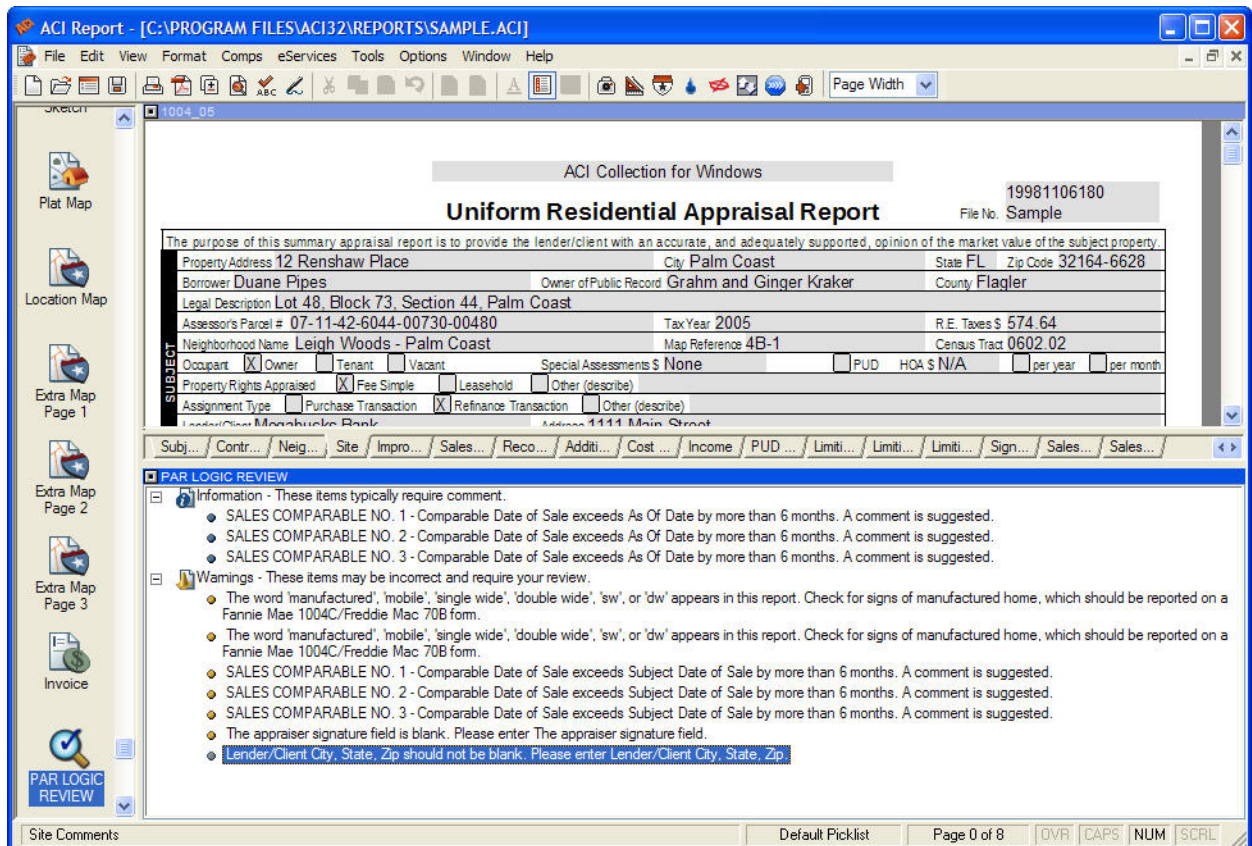 ACI Report - [C:\PROGRAM FILES\ACI32\REPORTS\SAMPLE.ACI]
File Edit View Format Comps eServices Tools Options Window Help
ABC A Page Width
Sketch
Plat Map
Location Map
Extra Map
Page 1
Extra Map
Page 2
Extra Map
Page 3
Invoice
PAR LOGIC
REVIEW
1004_05
ACI Collection for Windows
19981106180
Uniform Residential Appraisal Report File No. Sample
The purpose of this summary appraisal report is to provide the lender/client with an accurate, and adequately supported, opinion of the market value of the subject property.
SUBJECT
Property Address 12 Renshaw Place City Palm Coast State FL Zip Code 32164-6628
Borrower Duane Pipes Owner of Public Record Grahm and Ginger Kraker County Flagler
Legal Description Lot 48, Block 73, Section 44, Palm Coast
Assessor's Parcel # 07-11-42-6044-00730-00480 Tax Year 2005 R.E. Taxes $ 574.64
Neighborhood Name Leigh Woods - Palm Coast Map Reference 4B-1 Census Tract 0602.02
Occupant X Owner Tenant Vacant Special Assessments $ None PUD HOA $ N/A per year per month
Property Rights Appraised X Fee Simple Leasehold Other (describe)
Assignment Type Purchase Transaction X Refinance Transaction Other (describe)
Lender/Client Megabucks Bank Address 1111 Main Street
Subj... Contr... Neig... Site Impro... Sales... Reco... Additi... Cost ... Income PUD ... Limiti... Limiti... Limiti... Sign... Sales... Sales...
PAR LOGIC REVIEW
Information - These items typically require comment.
SALES COMPARABLE NO. 1 - Comparable Date of Sale exceeds As Of Date by more than 6 months. A comment is suggested.
SALES COMPARABLE NO. 2 - Comparable Date of Sale exceeds As Of Date by more than 6 months. A comment is suggested.
SALES COMPARABLE NO. 3 - Comparable Date of Sale exceeds As Of Date by more than 6 months. A comment is suggested.
Warnings - These items may be incorrect and require your review.
The word 'manufactured', 'mobile', 'single wide', 'double wide', 'sw', or 'dw' appears in this report. Check for signs of manufactured home, which should be reported on a
Fannie Mae 1004C/Freddie Mac 70B form.
The word 'manufactured', 'mobile', 'single wide', 'double wide', 'sw', or 'dw' appears in this report. Check for signs of manufactured home, which should be reported on a
Fannie Mae 1004C/Freddie Mac 70B form.
SALES COMPARABLE NO. 1 - Comparable Date of Sale exceeds Subject Date of Sale by more than 6 months. A comment is suggested.
SALES COMPARABLE NO. 2 - Comparable Date of Sale exceeds Subject Date of Sale by more than 6 months. A comment is suggested.
SALES COMPARABLE NO. 3 - Comparable Date of Sale exceeds Subject Date of Sale by more than 6 months. A comment is suggested.
The appraiser signature field is blank. Please enter The appraiser signature field.
Lender/Client City, State, Zip should not be blank. Please enter Lender/Client City, State, Zip.
Site Comments Default Picklist Page 0 of 8 OVR CAPS NUM SCRL